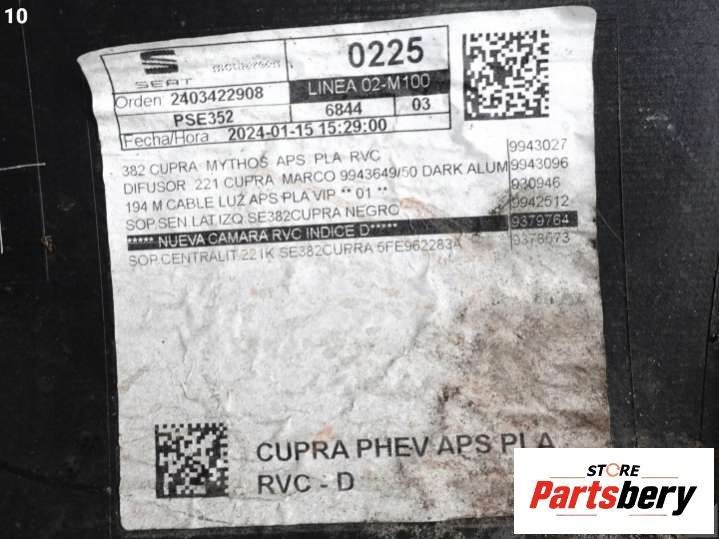 10
SEAT
motherson
0225
Orden 2403422908
LINEA 02-M100
PSE352
6844
03
Fecha/Hora 2024-01-15 15:29:00
382 CUPRA MYTHOS APS PLA RVC 9943027
DIFUSOR 221 CUPRA MARCO 9943649/50 DARK ALUM 9943096
194 M CABLE LUZ APS PLA VIP ** 01 ** 930946
SOP.SEN.LAT.IZQ SE382CUPRA NEGRO 9942512
***** NUEVA CAMARA RVC INDICE D***** 9379764
SOP.CENTRALIT.221K SE382CUPRA 5FE962283A
CUPRA PHEV APS PLA
RVC - D
STORE
Partsbery